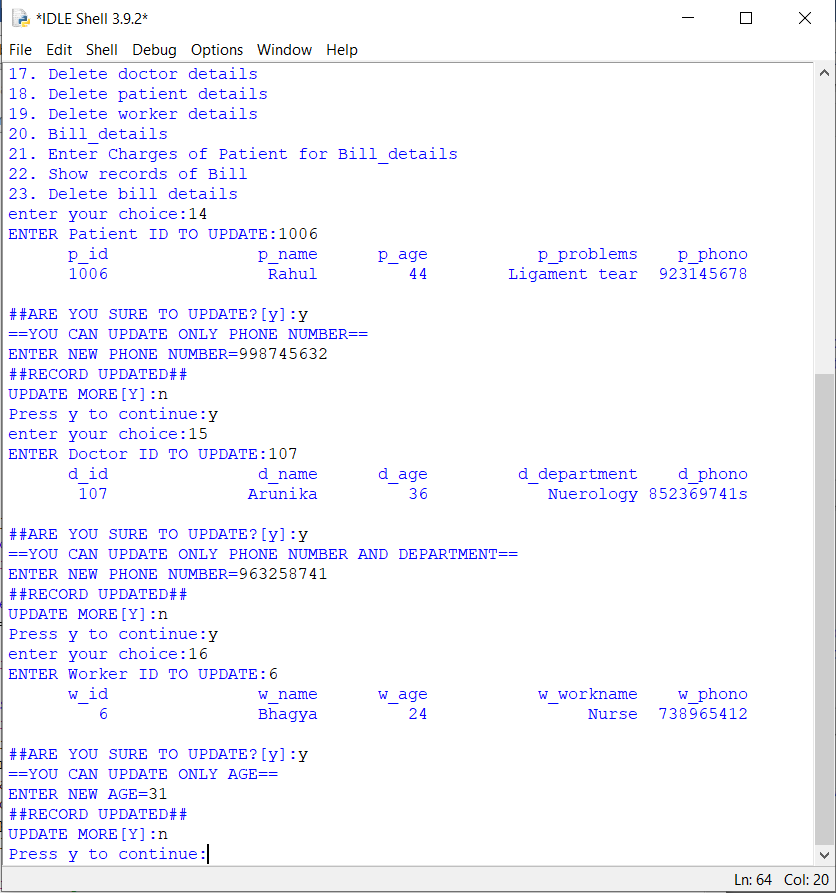 *IDLE Shell 3.9.2*
File Edit Shell Debug Options Window Help
17. Delete doctor details
18. Delete patient details
19. Delete worker details
20. Bill_details
21. Enter Charges of Patient for Bill_details
22. Show records of Bill
23. Delete bill details
enter your choice:14
ENTER Patient ID TO UPDATE:1006
p_id p_name p_age p_problems p_phono
1006 Rahul 44 Ligament tear 923145678
##ARE YOU SURE TO UPDATE?[y]:y
==YOU CAN UPDATE ONLY PHONE NUMBER==
ENTER NEW PHONE NUMBER=998745632
##RECORD UPDATED##
UPDATE MORE[Y]:n
Press y to continue:y
enter your choice:15
ENTER Doctor ID TO UPDATE:107
d_id d_name d_age d_department d_phono
107 Arunika 36 Nuerology 852369741s
##ARE YOU SURE TO UPDATE?[y]:y
==YOU CAN UPDATE ONLY PHONE NUMBER AND DEPARTMENT==
ENTER NEW PHONE NUMBER=963258741
##RECORD UPDATED##
UPDATE MORE[Y]:n
Press y to continue:y
enter your choice:16
ENTER Worker ID TO UPDATE:6
w_id w_name w_age w_workname w_phono
6 Bhagya 24 Nurse 738965412
##ARE YOU SURE TO UPDATE?[y]:y
==YOU CAN UPDATE ONLY AGE==
ENTER NEW AGE=31
##RECORD UPDATED##
UPDATE MORE[Y]:n
Press y to continue:
Ln: 64 Col: 20